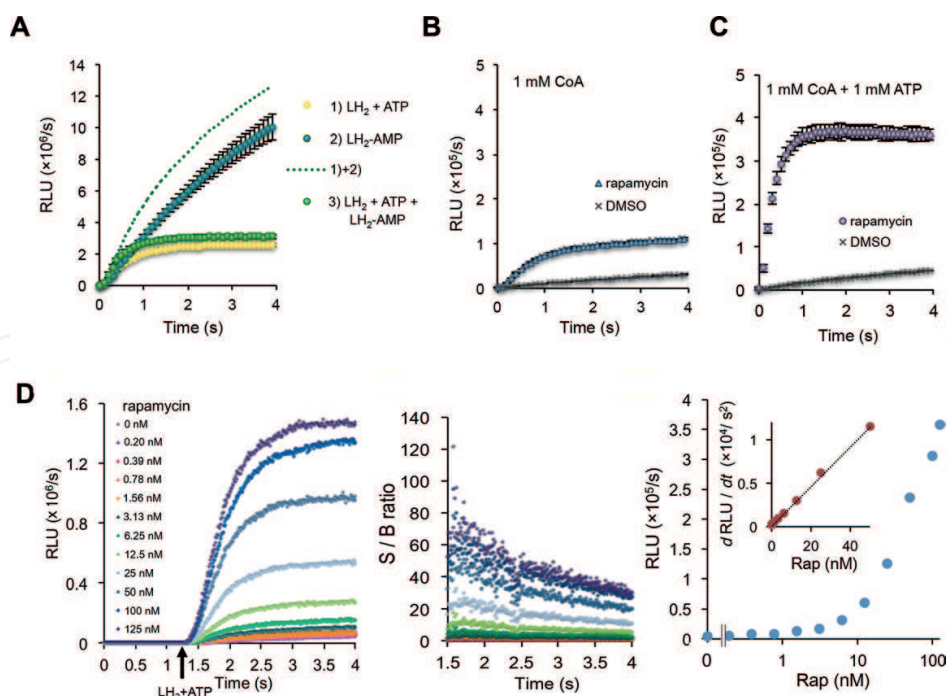 A
RLU (×10⁶/s)
14
12
10
8
6
4
2
0
0 1 2 3 4
Time (s)
1) LH₂ + ATP
2) LH₂-AMP
1)+2)
3) LH₂ + ATP +
LH₂-AMP
B
1 mM CoA
RLU (×10⁵/s)
5
4
3
2
1
0
rapamycin
DMSO
0 1 2 3 4
Time (s)
C
1 mM CoA + 1 mM ATP
RLU (×10⁵/s)
5
4
3
2
1
0
rapamycin
DMSO
0 1 2 3 4
Time (s)
D
RLU (×10⁶/s)
1.6
1.2
0.8
0.4
0
rapamycin
0 nM
0.20 nM
0.39 nM
0.78 nM
1.56 nM
3.13 nM
6.25 nM
12.5 nM
25 nM
50 nM
100 nM
125 nM
0 0.5 1 1.5 2 2.5 3 3.5 4
LH₂+ATP
Time (s)
S / B ratio
140
120
100
80
60
40
20
0
1.5 2 2.5 3 3.5 4
Time (s)
RLU (×10⁵/s)
4
3.5
3
2.5
2
1.5
1
0.5
0
dRLU / dt (×10⁴/ s²)
1
0.5
0
0 20 40
Rap (nM)
0 1 10 100
Rap (nM)